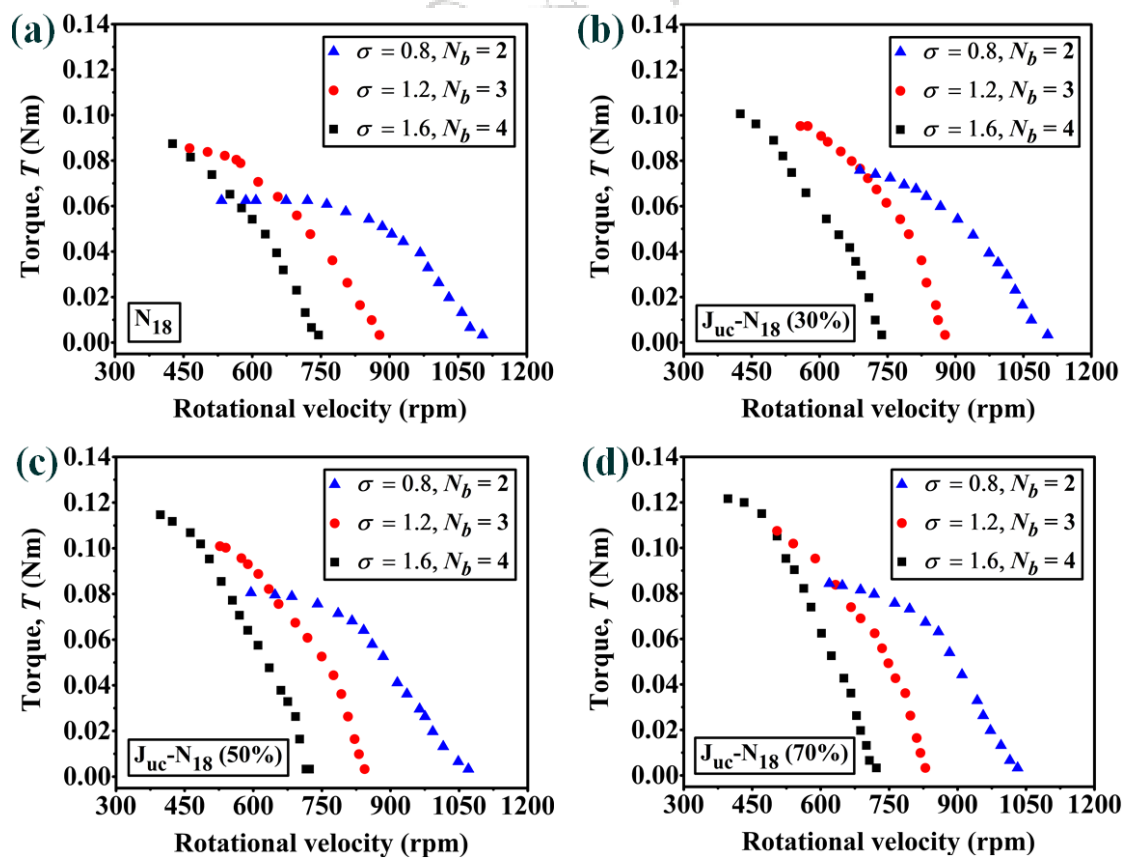 (a)
0.14
0.12
0.10
0.08
0.06
0.04
0.02
0.00
Torque, T (Nm)
σ = 0.8, N_b = 2
σ = 1.2, N_b = 3
σ = 1.6, N_b = 4
N_18
300 450 600 750 900 1050 1200
Rotational velocity (rpm)
(b)
0.14
0.12
0.10
0.08
0.06
0.04
0.02
0.00
Torque, T (Nm)
σ = 0.8, N_b = 2
σ = 1.2, N_b = 3
σ = 1.6, N_b = 4
J_uc-N_18 (30%)
300 450 600 750 900 1050 1200
Rotational velocity (rpm)
(c)
0.14
0.12
0.10
0.08
0.06
0.04
0.02
0.00
Torque, T (Nm)
σ = 0.8, N_b = 2
σ = 1.2, N_b = 3
σ = 1.6, N_b = 4
J_uc-N_18 (50%)
300 450 600 750 900 1050 1200
Rotational velocity (rpm)
(d)
0.14
0.12
0.10
0.08
0.06
0.04
0.02
0.00
Torque, T (Nm)
σ = 0.8, N_b = 2
σ = 1.2, N_b = 3
σ = 1.6, N_b = 4
J_uc-N_18 (70%)
300 450 600 750 900 1050 1200
Rotational velocity (rpm)